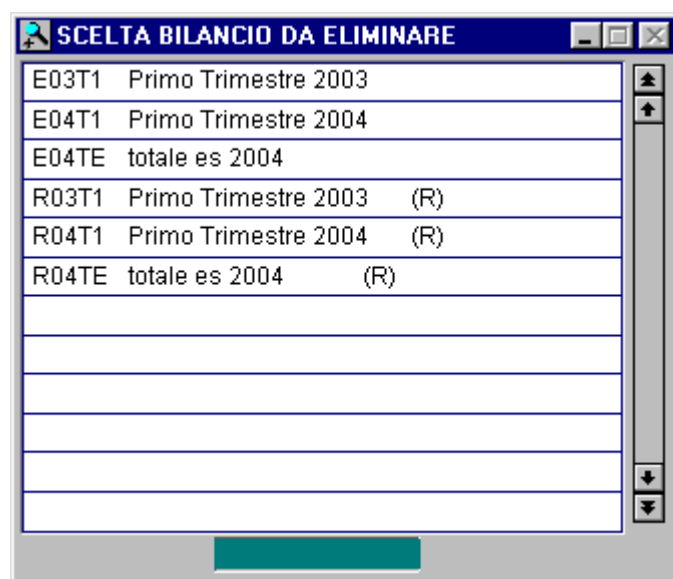 SCELTA BILANCIO DA ELIMINARE
E03T1 Primo Trimestre 2003
E04T1 Primo Trimestre 2004
E04TE totale es 2004
R03T1 Primo Trimestre 2003 (R)
R04T1 Primo Trimestre 2004 (R)
R04TE totale es 2004 (R)